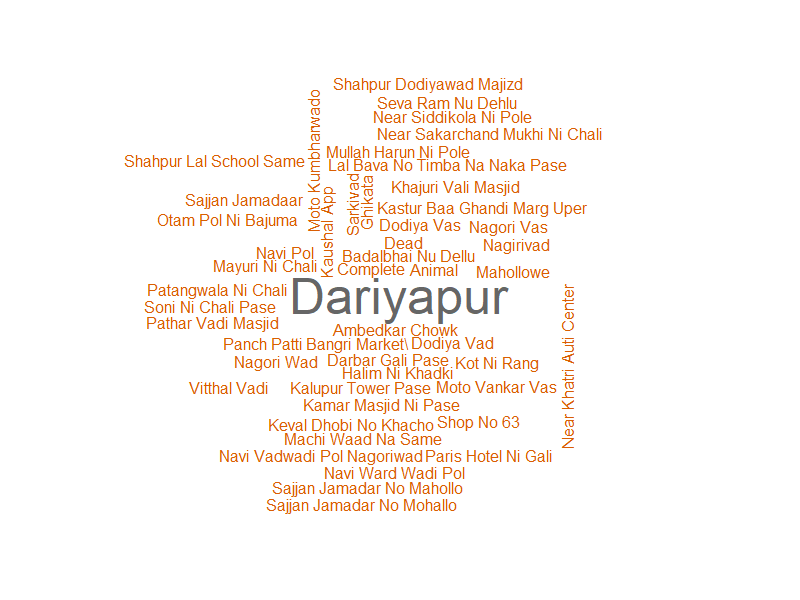 Shahpur Dodiyawad Majizd
Seva Ram Nu Dehlu
Near Siddikola Ni Pole
Near Sakarchand Mukhi Ni Chali
Moto Kumbharwado
Mullah Harun Ni Pole
Shahpur Lal School Same
Lal Bava No Timba Na Naka Pase
Sarkivad
Ghikata
Khajuri Vali Masjid
Kaushal App
Sajjan Jamadaar
Kastur Baa Ghandi Marg Uper
Otam Pol Ni Bajuma
Dodiya Vas
Nagori Vas
Dead
Nagirivad
Navi Pol
Badalbhai Nu Dellu
Mayuri Ni Chali
Complete
Animal
Mahollowe
Patangwala Ni Chali
Dariyapur
Soni Ni Chali Pase
Near Khatri Auti Center
Pathar Vadi Masjid
Ambedkar Chowk
Panch Patti Bangri Market\
Dodiya Vad
Nagori Wad
Darbar Gali Pase
Kot Ni Rang
Halim Ni Khadki
Vitthal Vadi
Kalupur Tower Pase
Moto Vankar Vas
Kamar Masjid Ni Pase
Keval Dhobi No Khacho
Shop No 63
Machi Waad Na Same
Navi Vadwadi Pol Nagoriwad
Paris Hotel Ni Gali
Navi Ward Wadi Pol
Sajjan Jamadar No Mahollo
Sajjan Jamadar No Mohallo